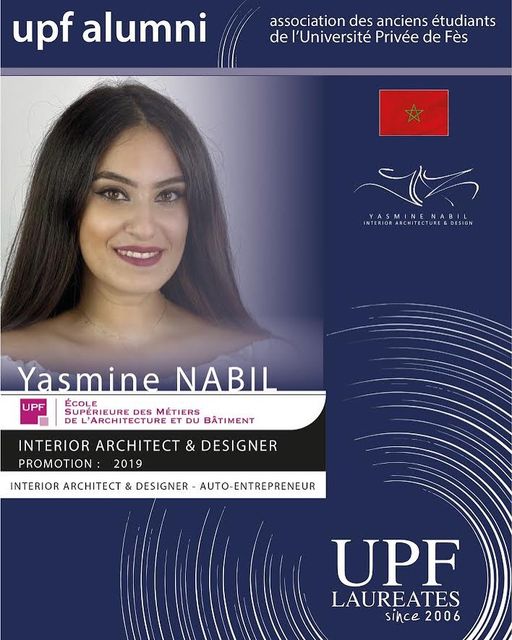 upf alumni
association des anciens étudiants
de l'Université Privée de Fès
YASMINE NABIL
INTERIOR ARCHITECTURE & DESIGN
Yasmine NABIL
UPF
École
Supérieure des Métiers
de l'Architecture et du Bâtiment
INTERIOR ARCHITECT & DESIGNER
PROMOTION : 2019
INTERIOR ARCHITECT & DESIGNER - AUTO-ENTREPRENEUR
UPF
LAUREATES
since 2006